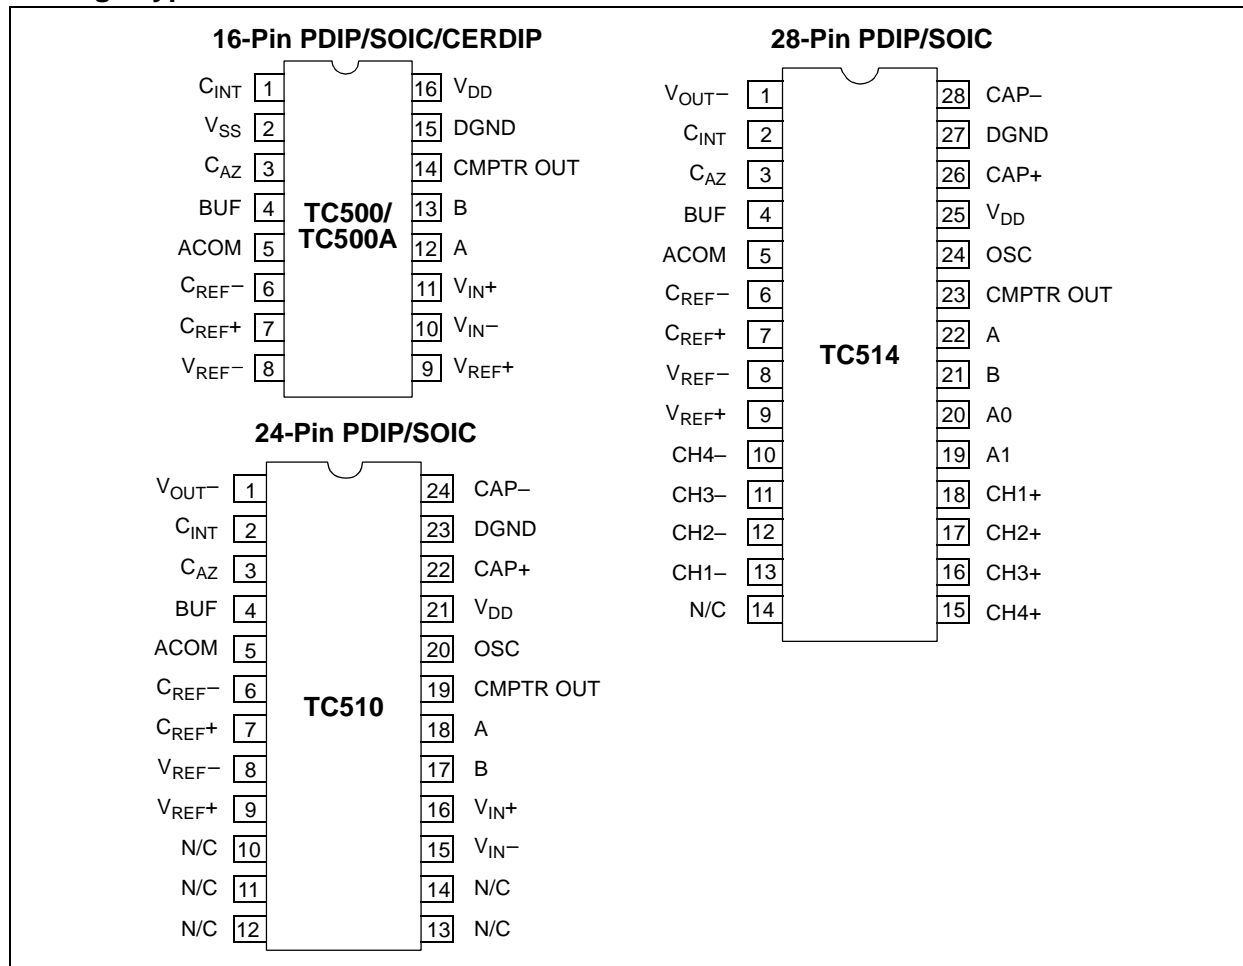 16-Pin PDIP/SOIC/CERDIP
CINT 1 16 VDD
VSS 2 15 DGND
CAZ 3 14 CMPTR OUT
BUF 4 13 B
TC500/
TC500A
ACOM 5 12 A
CREF– 6 11 VIN+
CREF+ 7 10 VIN–
VREF– 8 9 VREF+
24-Pin PDIP/SOIC
VOUT– 1 24 CAP–
CINT 2 23 DGND
CAZ 3 22 CAP+
BUF 4 21 VDD
ACOM 5 20 OSC
CREF– 6 19 CMPTR OUT
TC510
CREF+ 7 18 A
VREF– 8 17 B
VREF+ 9 16 VIN+
N/C 10 15 VIN–
N/C 11 14 N/C
N/C 12 13 N/C
28-Pin PDIP/SOIC
VOUT– 1 28 CAP–
CINT 2 27 DGND
CAZ 3 26 CAP+
BUF 4 25 VDD
ACOM 5 24 OSC
CREF– 6 23 CMPTR OUT
CREF+ 7 22 A
TC514
VREF– 8 21 B
VREF+ 9 20 A0
CH4– 10 19 A1
CH3– 11 18 CH1+
CH2– 12 17 CH2+
CH1– 13 16 CH3+
N/C 14 15 CH4+